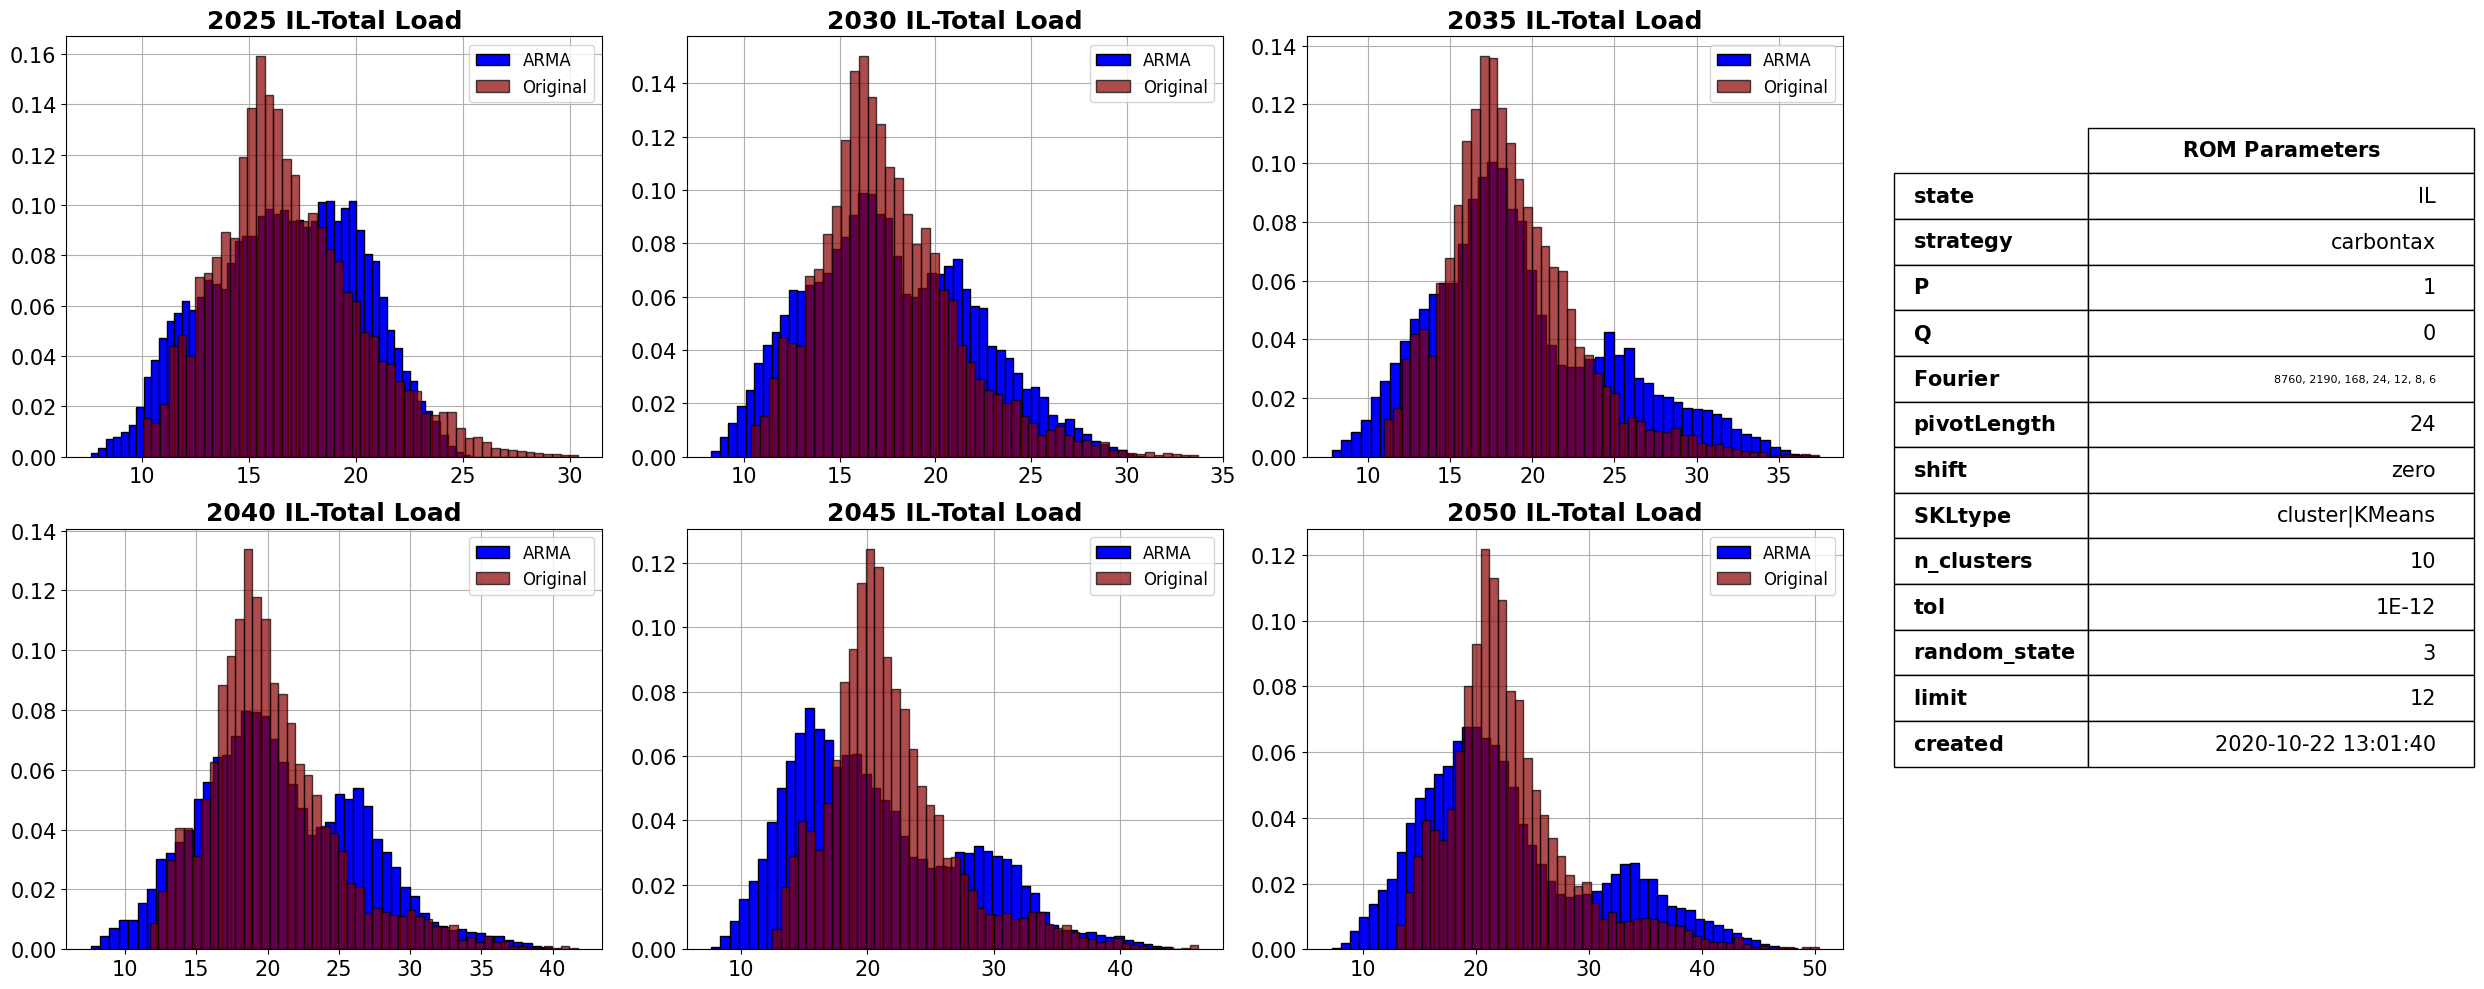 2025 IL-Total Load
0.16
0.14
0.12
0.10
0.08
0.06
0.04
0.02
0.00
10
15
20
25
30
ARMA
Original
2030 IL-Total Load
0.14
0.12
0.10
0.08
0.06
0.04
0.02
0.00
10
15
20
25
30
35
ARMA
Original
2035 IL-Total Load
0.14
0.12
0.10
0.08
0.06
0.04
0.02
0.00
10
15
20
25
30
35
ARMA
Original
2040 IL-Total Load
0.14
0.12
0.10
0.08
0.06
0.04
0.02
0.00
10
15
20
25
30
35
40
ARMA
Original
2045 IL-Total Load
0.12
0.10
0.08
0.06
0.04
0.02
0.00
10
20
30
40
ARMA
Original
2050 IL-Total Load
0.12
0.10
0.08
0.06
0.04
0.02
0.00
10
20
30
40
50
ARMA
Original
ROM Parameters
state IL
strategy carbontax
P 1
Q 0
Fourier 8760, 2190, 168, 24, 12, 8, 6
pivotLength 24
shift zero
SKLtype cluster|KMeans
n_clusters 10
tol 1E-12
random_state 3
limit 12
created 2020-10-22 13:01:40